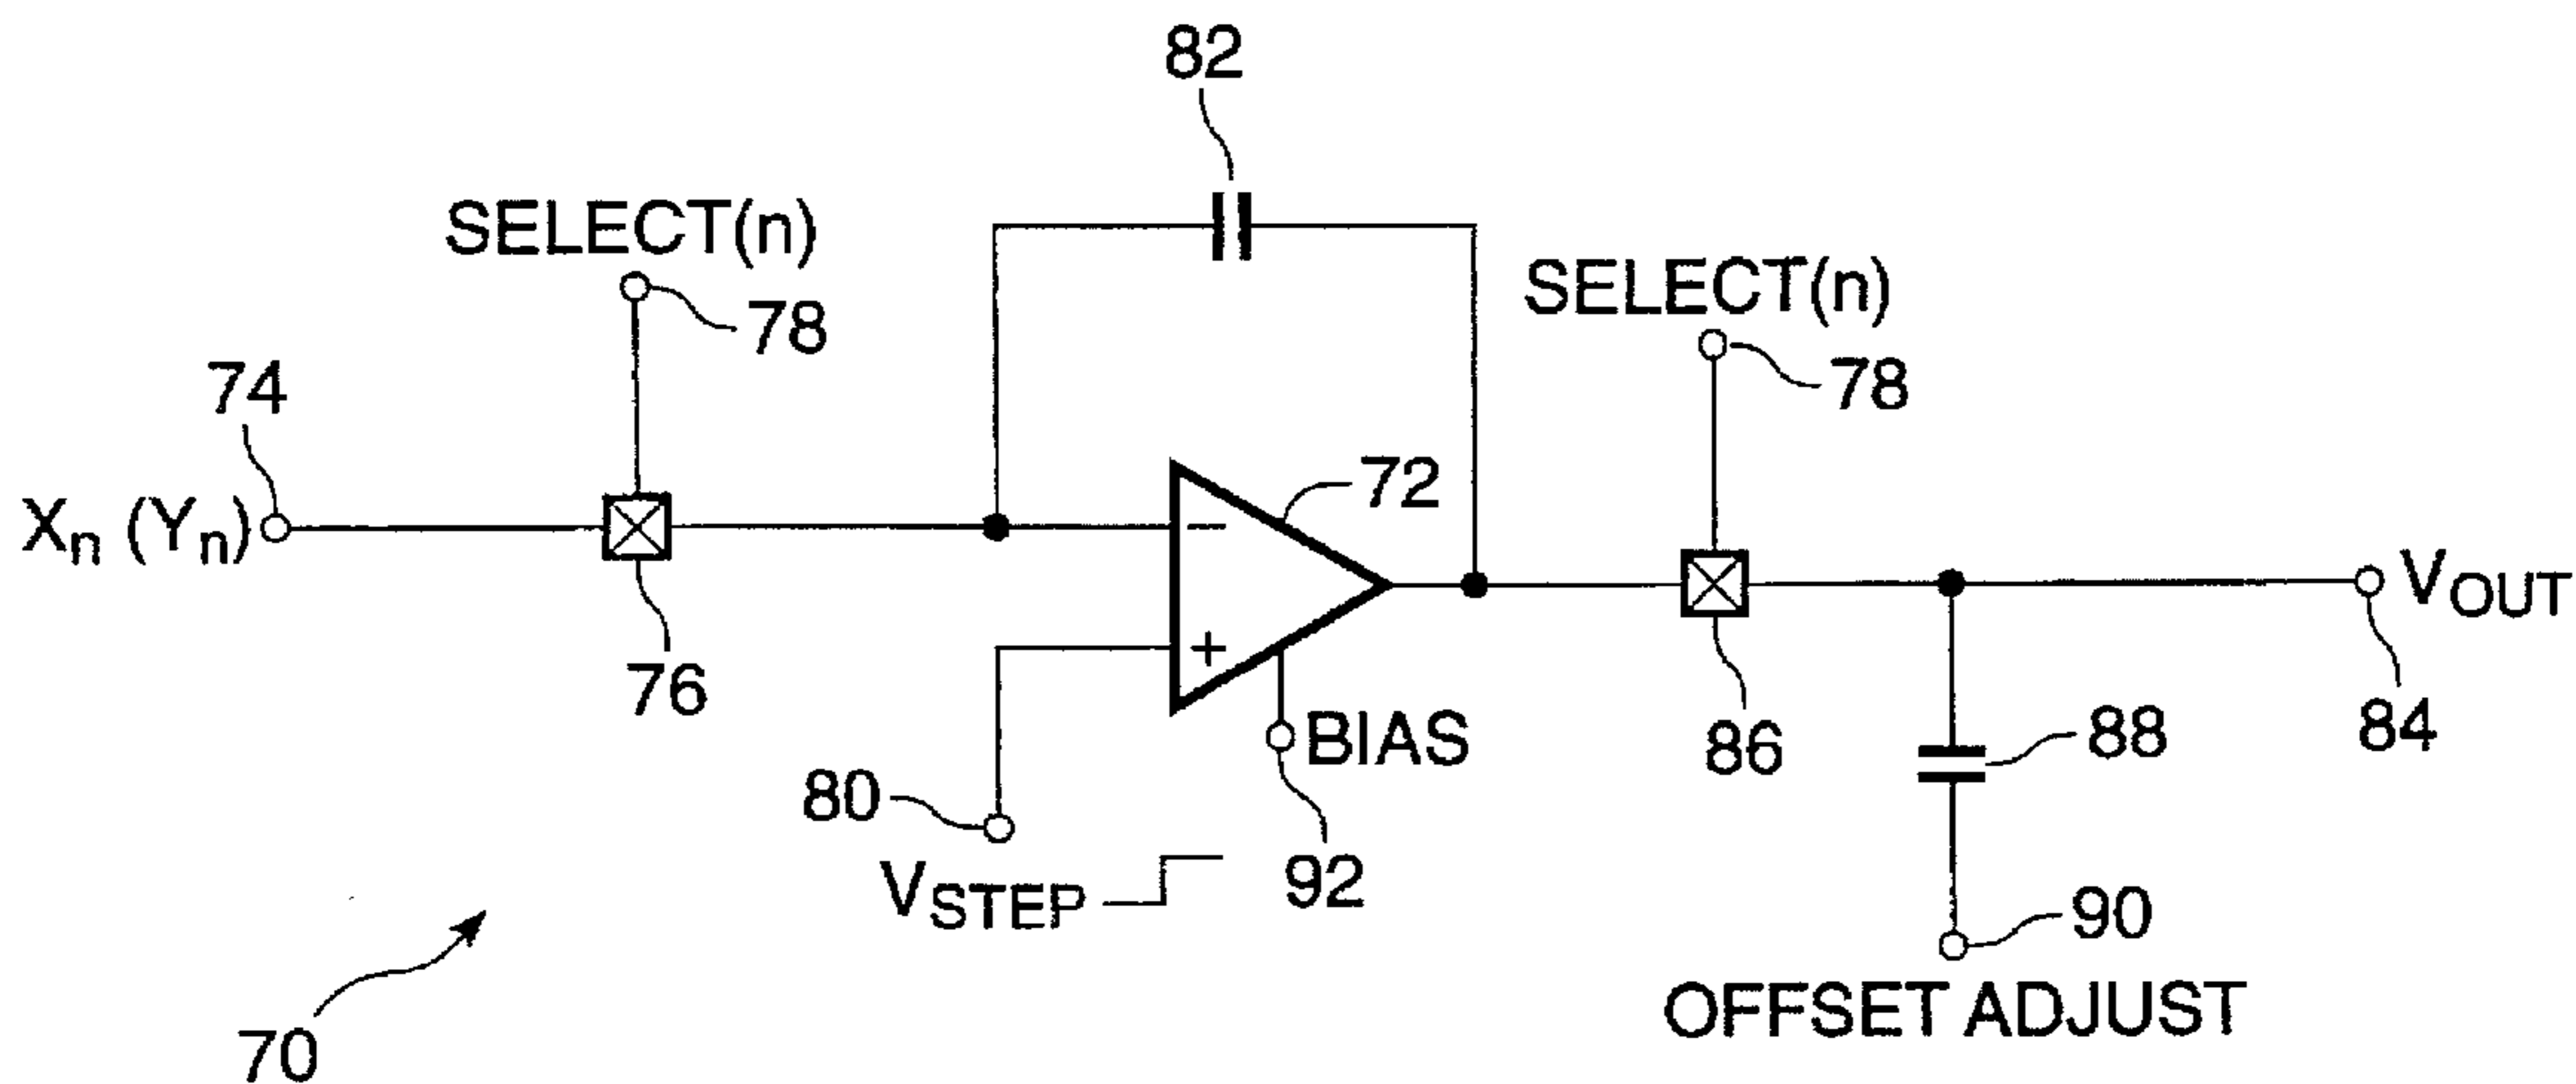 82
SELECT(n)
78
SELECT(n)
78
74
Xn (Yn)
72
−
+
VOUT
76
86
88
84
80
BIAS
VSTEP
92
90
OFFSET ADJUST
70